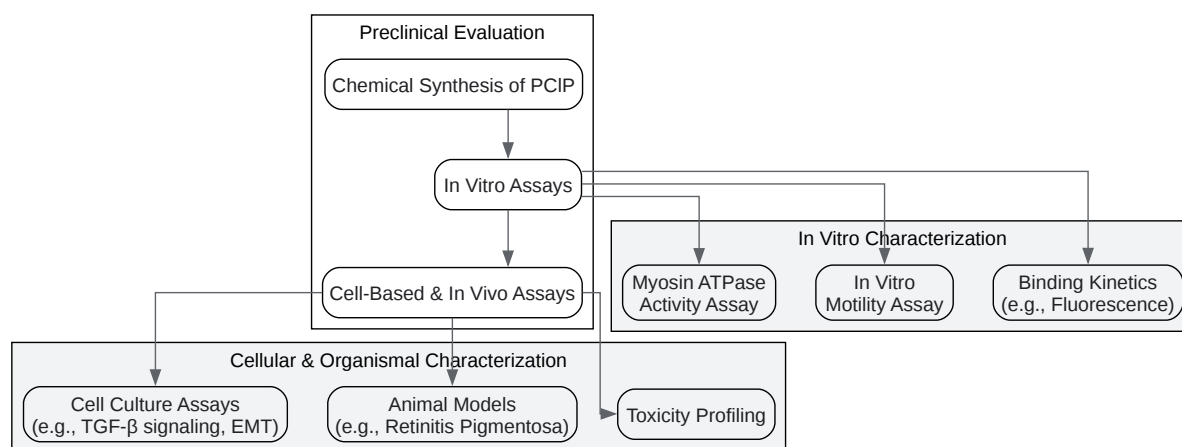 Preclinical Evaluation
Chemical Synthesis of PClP
In Vitro Assays
Cell-Based & In Vivo Assays
In Vitro Characterization
Myosin ATPase
Activity Assay
In Vitro
Motility Assay
Binding Kinetics
(e.g., Fluorescence)
Cellular & Organismal Characterization
Cell Culture Assays
(e.g., TGF-β signaling, EMT)
Animal Models
(e.g., Retinitis Pigmentosa)
Toxicity Profiling